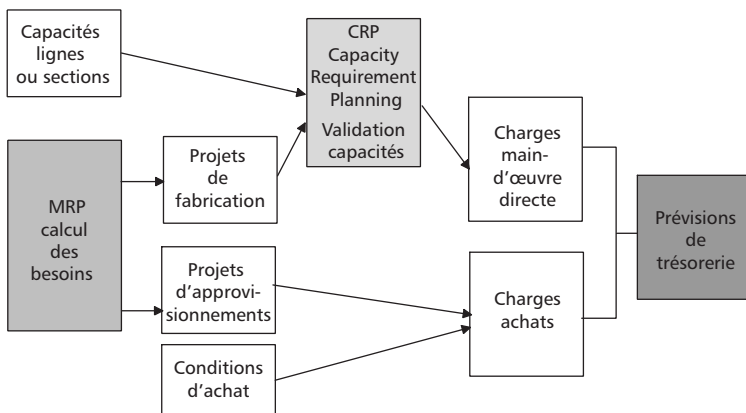 Capacités
lignes
ou sections
CRP
Capacity
Requirement
Planning
Validation
capacités
MRP
calcul
des
besoins
Projets
de
fabrication
Projets
d'approvi-
sionnements
Conditions
d'achat
Charges
main-
d'œuvre
directe
Charges
achats
Prévisions
de
trésorerie